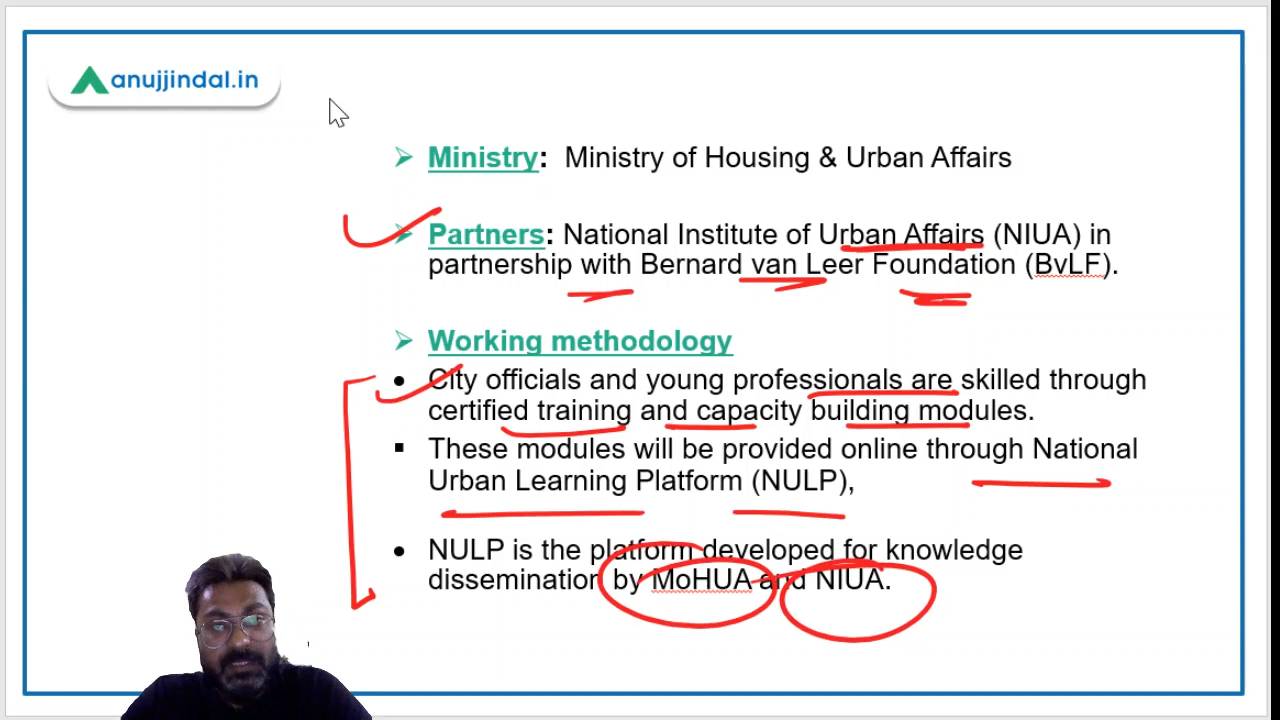 anujjindal.in
➢ Ministry: Ministry of Housing & Urban Affairs
➢ Partners: National Institute of Urban Affairs (NIUA) in
partnership with Bernard van Leer Foundation (BvLF).
➢ Working methodology
• City officials and young professionals are skilled through
certified training and capacity building modules.
▪ These modules will be provided online through National
Urban Learning Platform (NULP),
• NULP is the platform developed for knowledge
dissemination by MoHUA and NIUA.